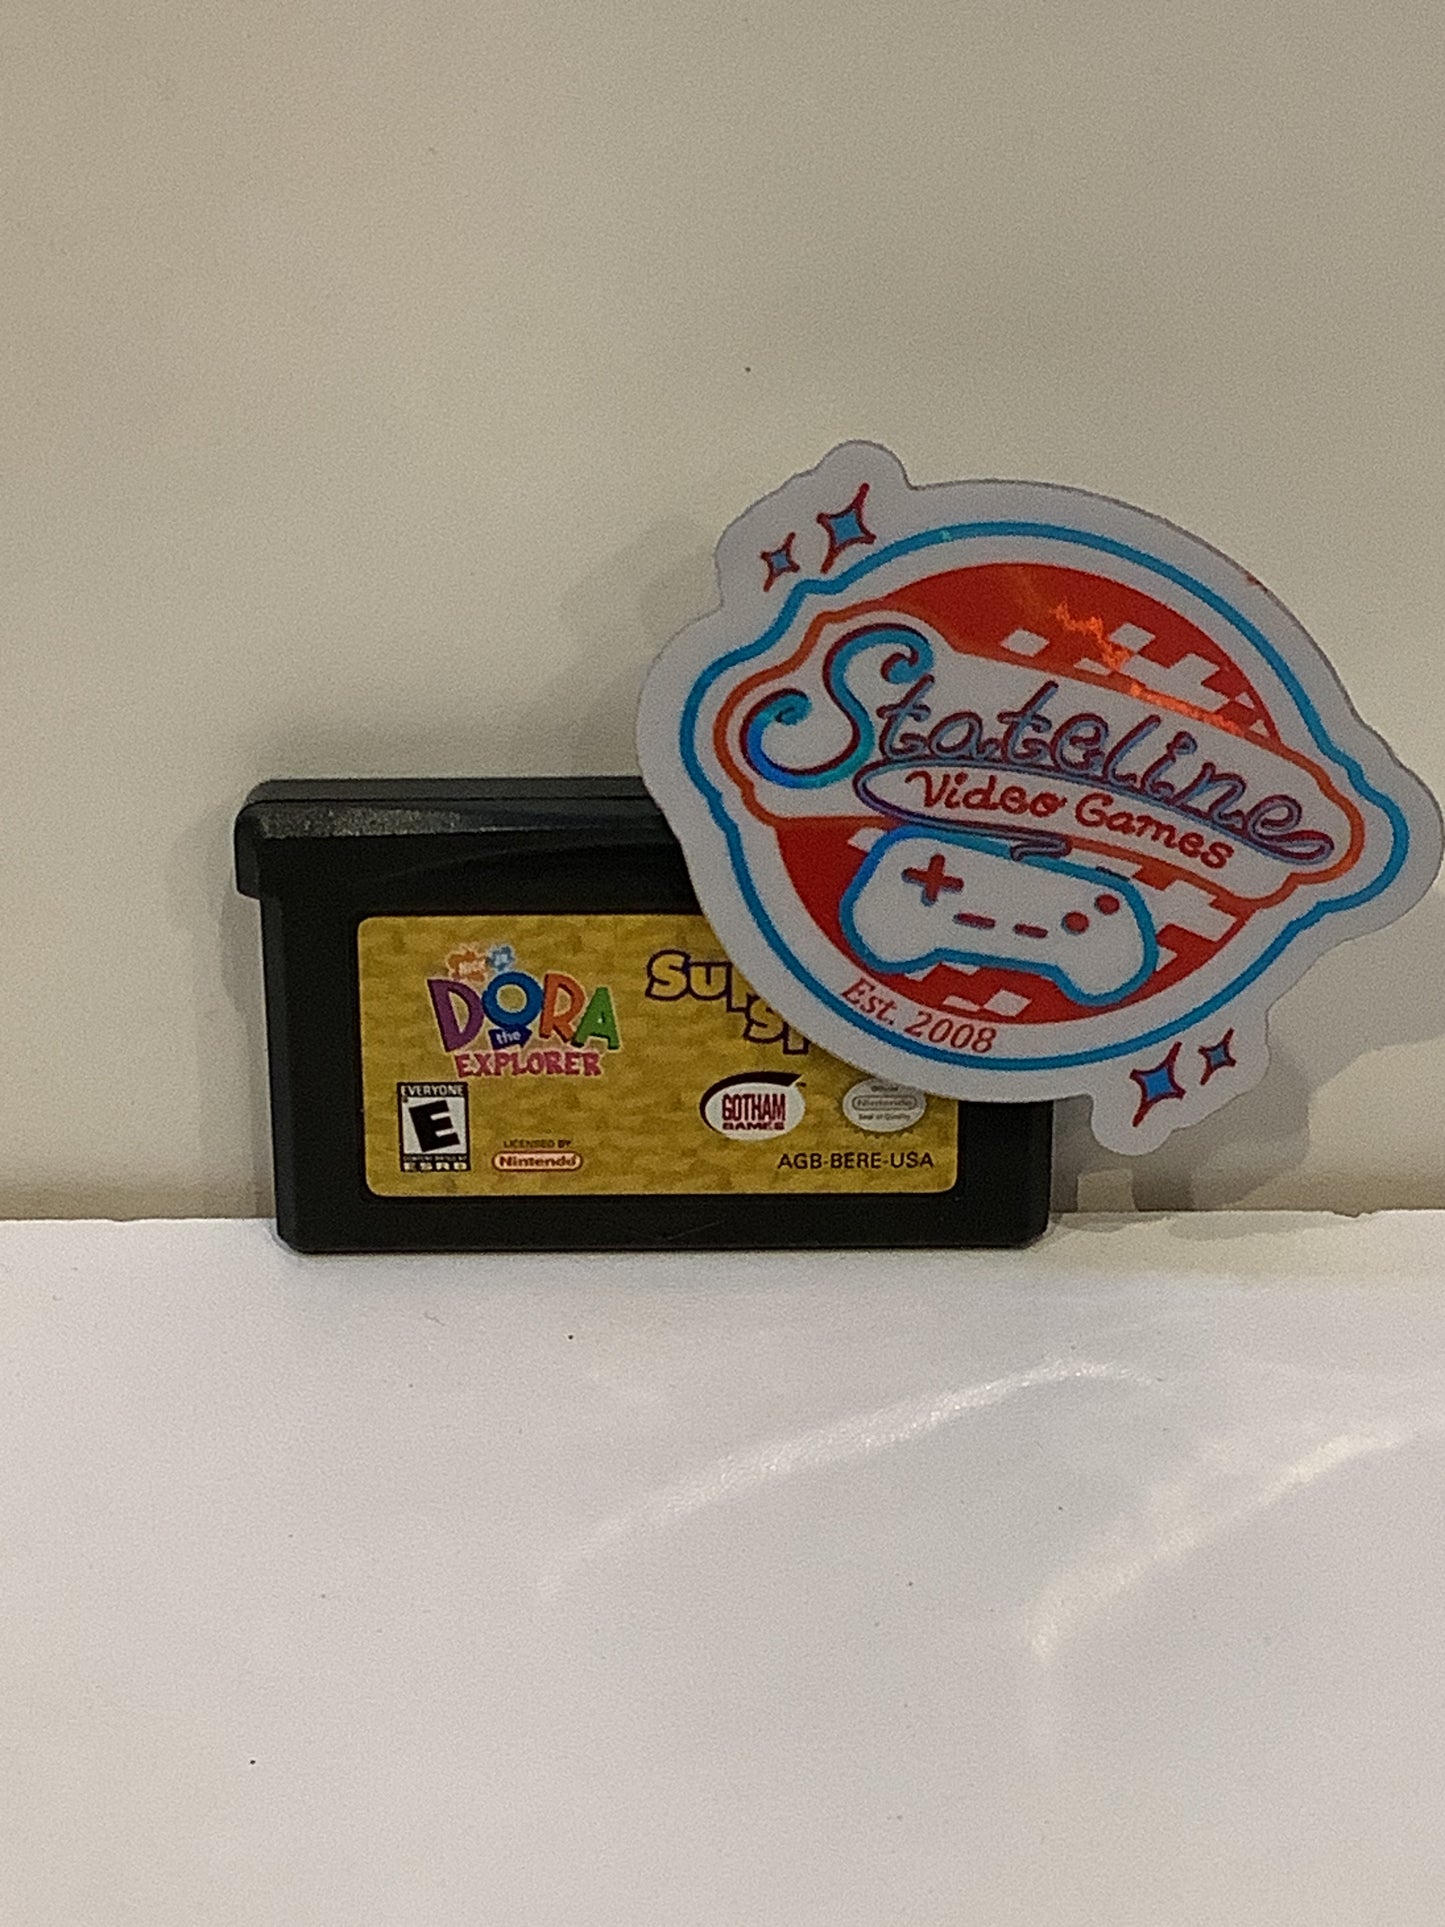 Stateline
Video Games
Est. 2008
nick jr.
DORA
the
EXPLORER
EVERYONE
E
CONTENT RATED BY
ESRB
LICENSED BY
Nintendo
GOTHAM
GAMES
Official
Nintendo
Seal of Quality
AGB-BERE-USA